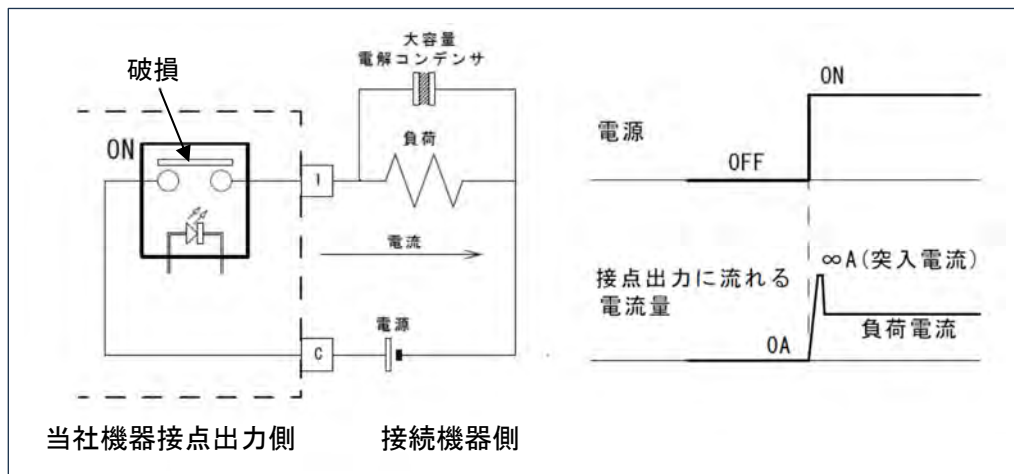 大容量
電解コンデンサ
破損
ON
負荷
1
電流
電源
C
当社機器接点出力側
接続機器側
ON
電源
OFF
∞A(突入電流)
接点出力に流れる
電流量
負荷電流
0A